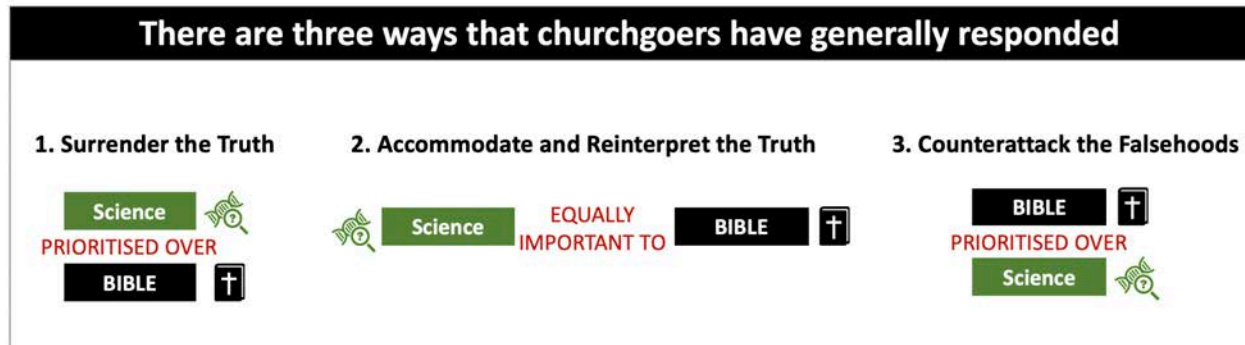 There are three ways that churchgoers have generally responded
1. Surrender the Truth
Science
PRIORITISED OVER
BIBLE
2. Accommodate and Reinterpret the Truth
Science
EQUALLY
IMPORTANT TO
BIBLE
3. Counterattack the Falsehoods
BIBLE
PRIORITISED OVER
Science